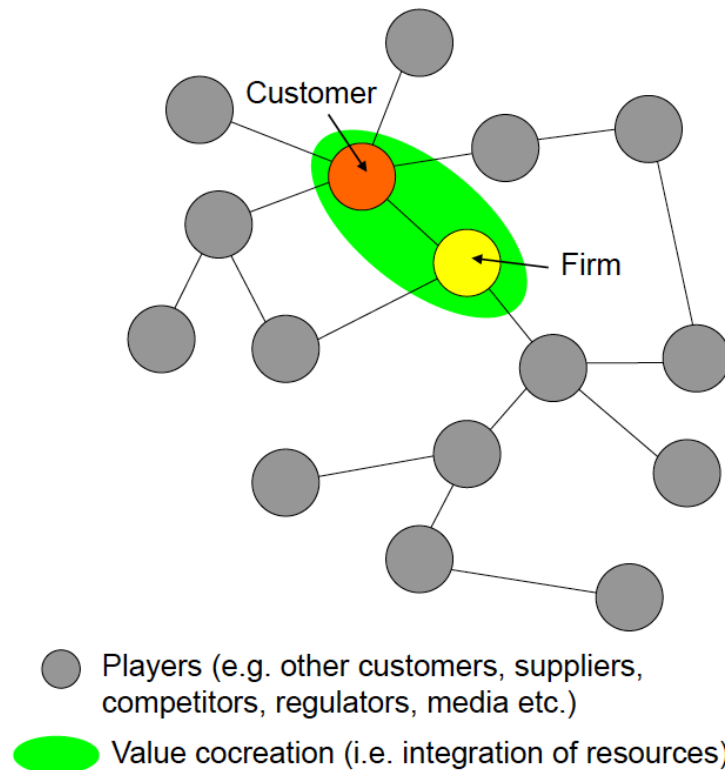 Customer
Firm
Players (e.g. other customers, suppliers,
competitors, regulators, media etc.)
Value cocreation (i.e. integration of resources)